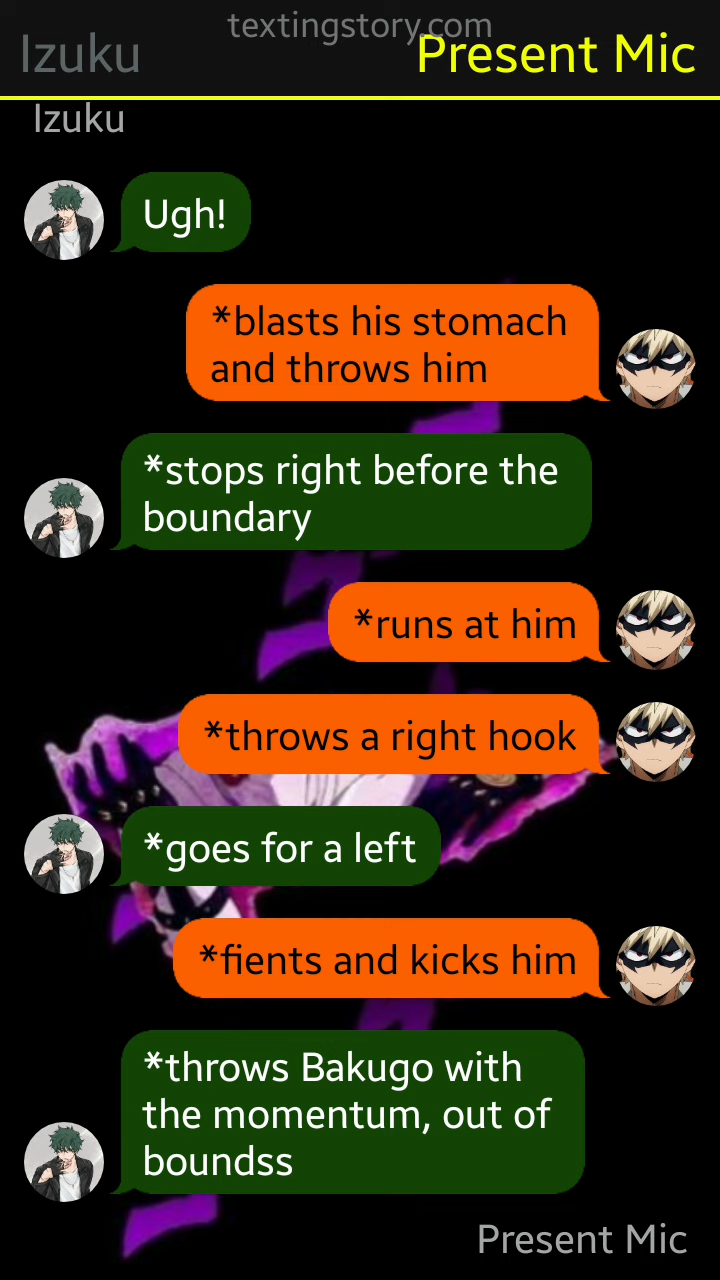 textingstory.com
Izuku
Present Mic
Izuku
Ugh!
*blasts his stomach
and throws him
*stops right before the
boundary
*runs at him
*throws a right hook
*goes for a left
*fients and kicks him
*throws Bakugo with
the momentum, out of
boundss
Present Mic